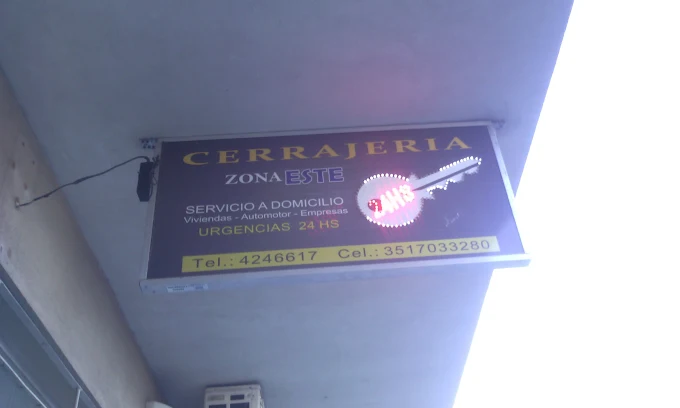 CERRAJERIA
ZONA ESTE
SERVICIO A DOMICILIO
Viviendas - Automotor - Empresas
URGENCIAS 24 HS
24HS
Tel.: 4246617 Cel.: 3517033280